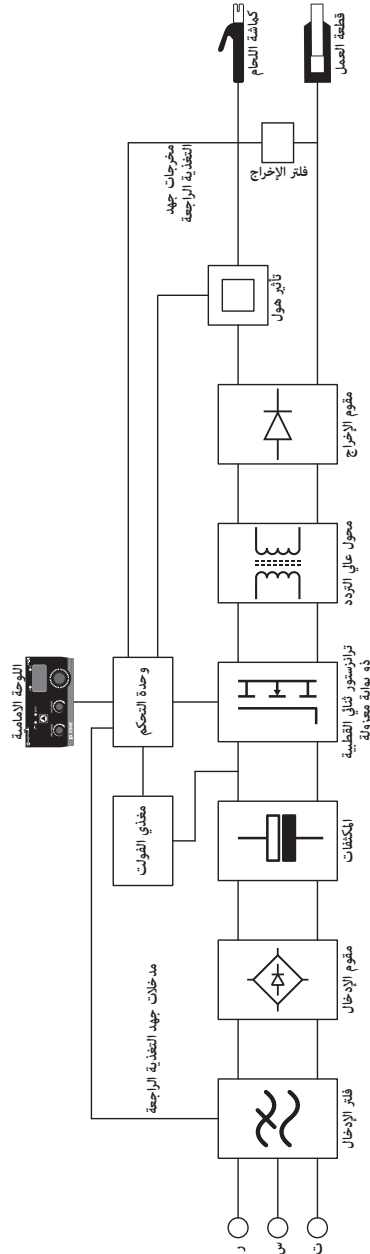 ر
س
ت
فلتر الإدخال
مقوم الإدخال
المكثفات
ترانزستور ثنائي القطبية
ذو بوابة معزولة
محول عالي التردد
مقوم الإخراج
تأثير هول
فلتر الإخراج
كماشة اللحام
قطعة العمل
مدخلات جهد التغذية الراجعة
مغذي الفولت
وحدة التحكم
اللوحة الامامية
مخرجات جهد
التغذية الراجعة